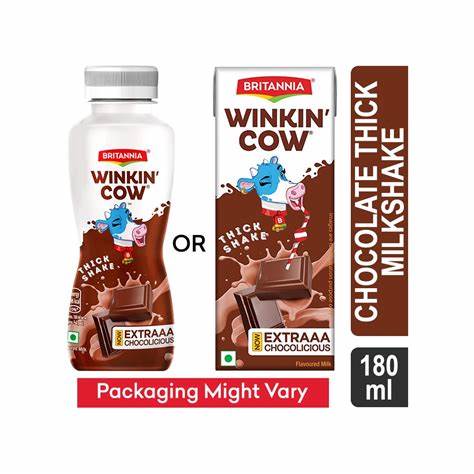 BRITANNIA
WINKIN'
COW
THICK
SHAKE
NOW
EXTRAAA
CHOCOLICIOUS
OR
BRITANNIA
WINKIN'
COW®
THICK
SHAKE
NOW
EXTRAAA
CHOCOLICIOUS
Flavoured Milk
CHOCOLATE THICK
MILKSHAKE
180
ml
Packaging Might Vary